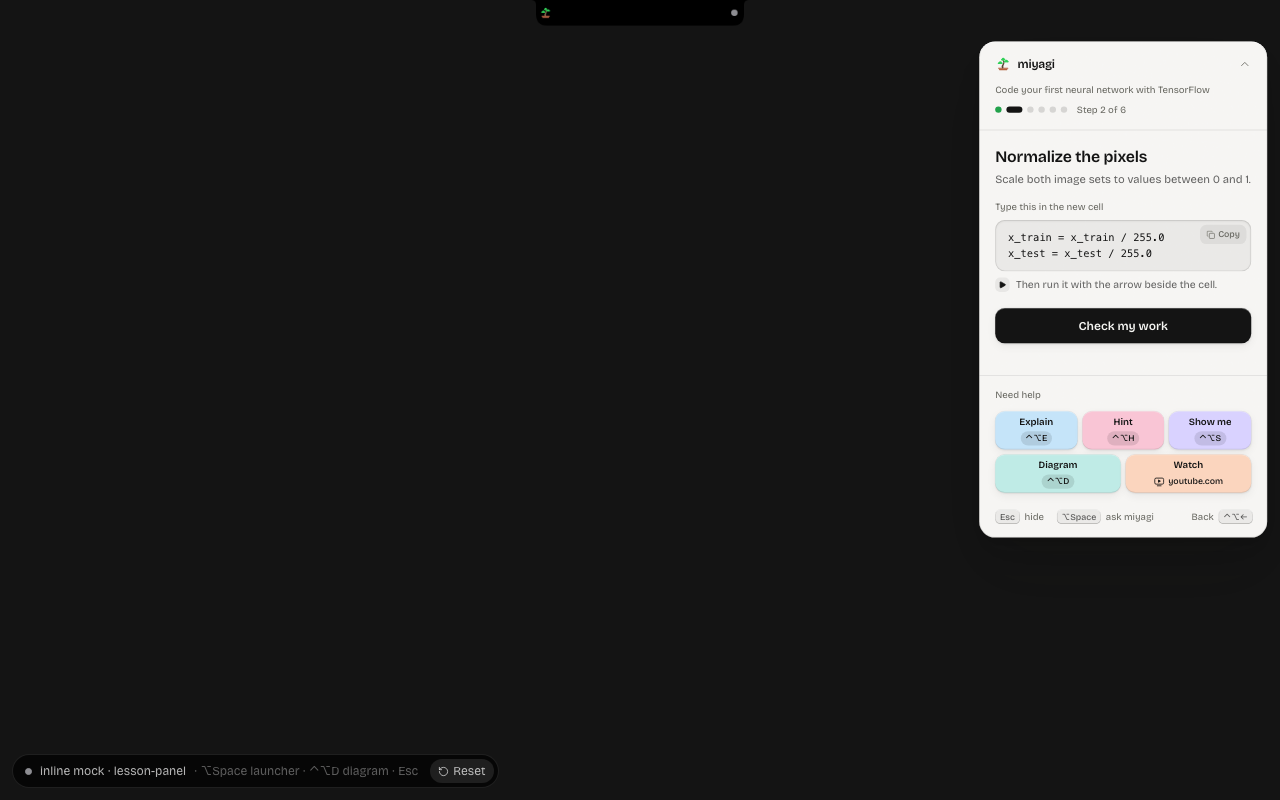 miyagi
Code your first neural network with TensorFlow
Step 2 of 6
Normalize the pixels
Scale both image sets to values between 0 and 1.
Type this in the new cell
x_train = x_train / 255.0
x_test = x_test / 255.0
Copy
Then run it with the arrow beside the cell.
Check my work
Need help
Explain
⌃⌥E
Hint
⌃⌥H
Show me
⌃⌥S
Diagram
⌃⌥D
Watch
youtube.com
Esc hide ⌥Space ask miyagi Back ⌃⌥←
inline mock · lesson-panel · ⌥Space launcher · ⌃⌥D diagram · Esc Reset